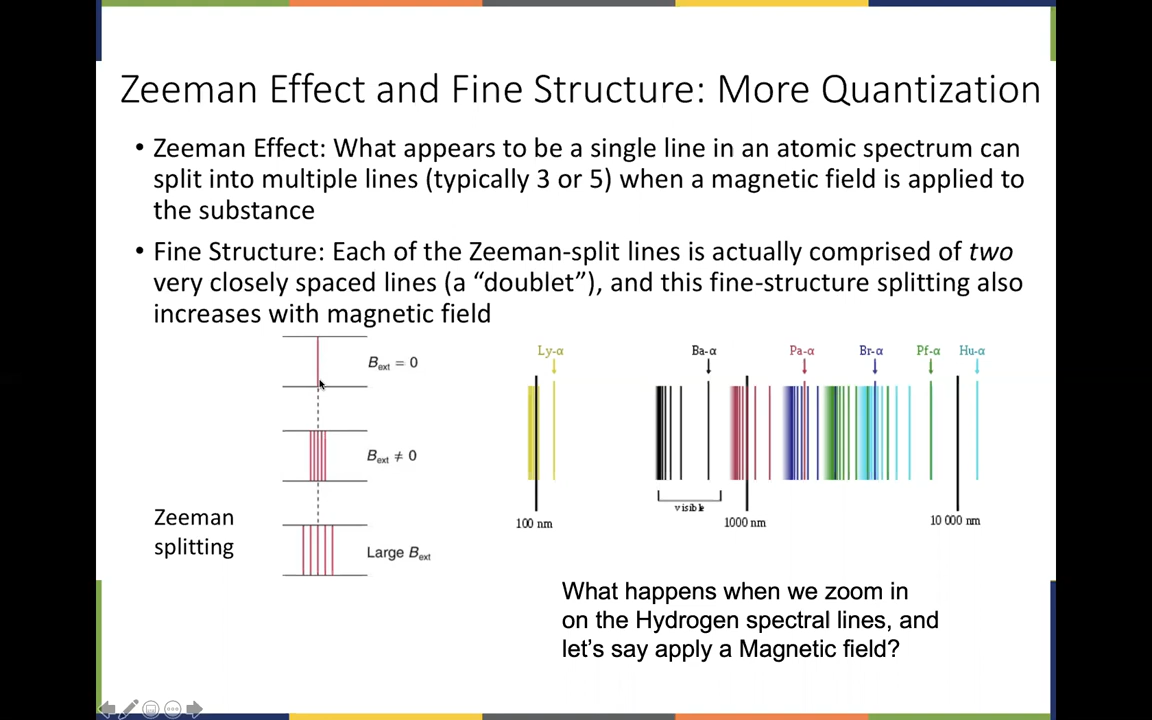 Zeeman Effect and Fine Structure: More Quantization
• Zeeman Effect: What appears to be a single line in an atomic spectrum can
split into multiple lines (typically 3 or 5) when a magnetic field is applied to
the substance
• Fine Structure: Each of the Zeeman-split lines is actually comprised of two
very closely spaced lines (a “doublet”), and this fine-structure splitting also
increases with magnetic field
Bext = 0
Bext ≠ 0
Large Bext
Zeeman
splitting
Ly-α
Ba-α
Pa-α
Br-α
Pf-α
Hu-α
visible
100 nm
1000 nm
10 000 nm
What happens when we zoom in
on the Hydrogen spectral lines, and
let’s say apply a Magnetic field?